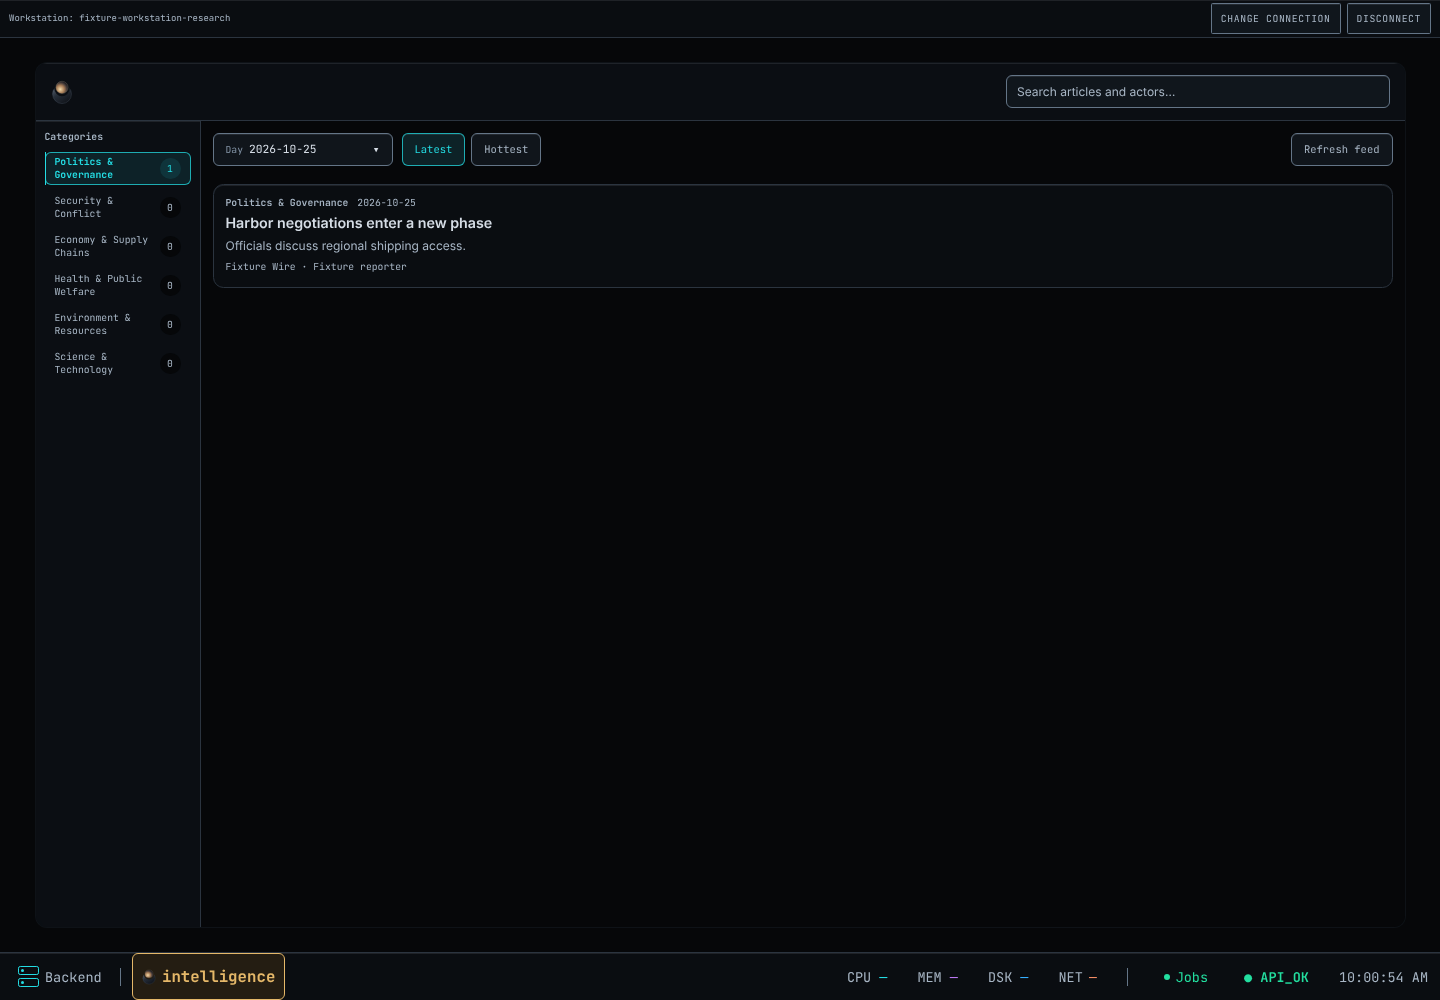 Workstation: fixture-workstation-research
CHANGE CONNECTION
DISCONNECT
Search articles and actors...
Categories
Politics &
Governance
1
Security &
Conflict
0
Economy & Supply
Chains
0
Health & Public
Welfare
0
Environment &
Resources
0
Science &
Technology
0
Day 2026-10-25
Latest
Hottest
Refresh feed
Politics & Governance 2026-10-25
Harbor negotiations enter a new phase
Officials discuss regional shipping access.
Fixture Wire · Fixture reporter
Backend
intelligence
CPU —
MEM —
DSK —
NET —
Jobs
API_OK
10:00:54 AM